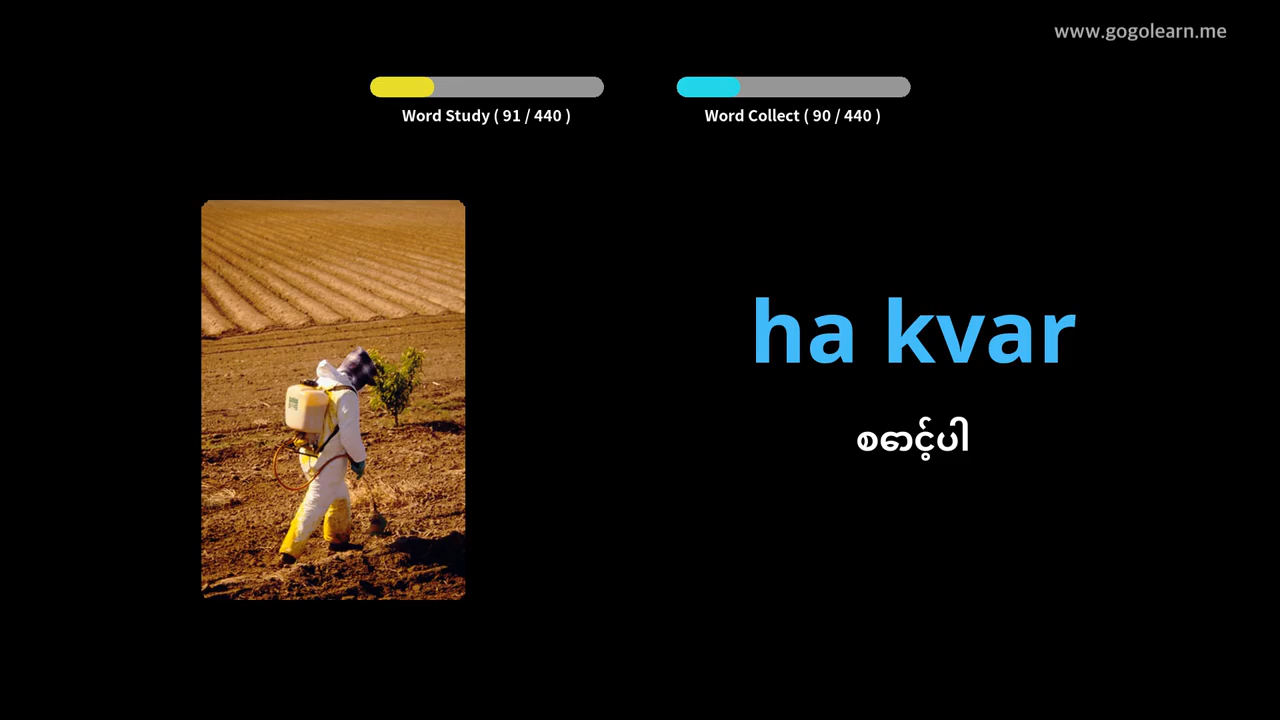 www.gogolearn.me
Word Study ( 91 / 440 )
Word Collect ( 90 / 440 )
ha kvar
စောင့်ပါ